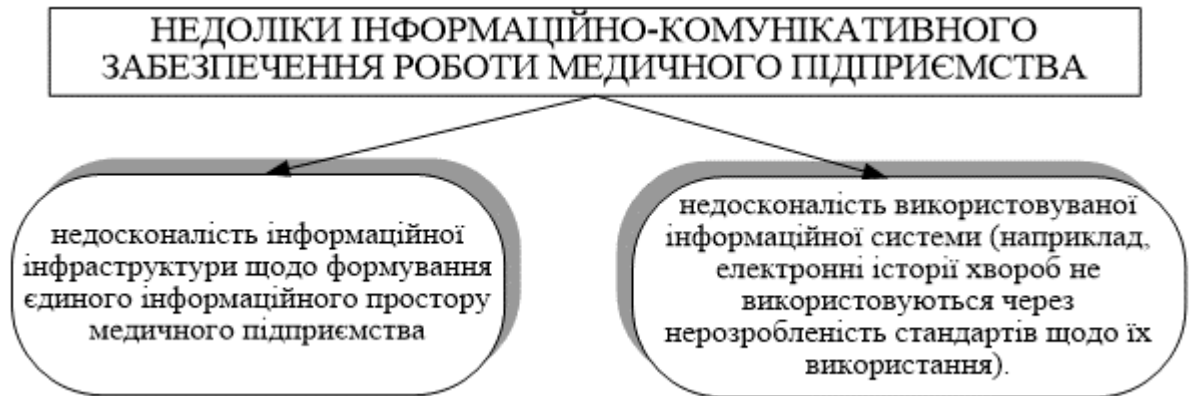 НЕДОЛІКИ ІНФОРМАЦІЙНО-КОМУНІКАТИВНОГО
ЗАБЕЗПЕЧЕННЯ РОБОТИ МЕДИЧНОГО ПІДПРИЄМСТВА
недосконалість інформаційної
інфраструктури щодо формування
єдиного інформаційного простору
медичного підприємства
недосконалість використовуваної
інформаційної системи (наприклад,
електронні історії хвороб не
використовуються через
нерозробленість стандартів щодо їх
використання).